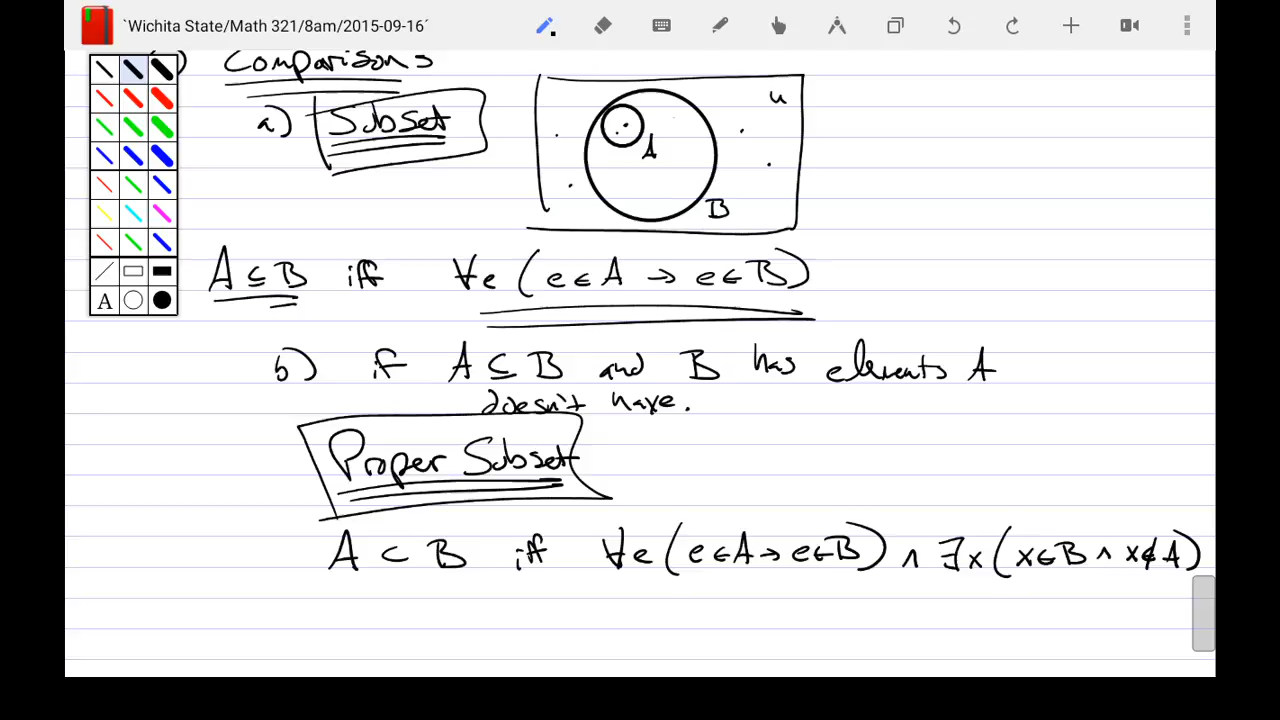 `Wichita State/Math 321/8am/2015-09-16´
Comparisons
a) Subset
U
A
B
A ⊆ B iff ∀e (e∈A → e∈B)
b) if A ⊆ B and B has elements A
doesn't have.
Proper Subset
A ⊂ B iff ∀e (e∈A → e∈B) ∧ ∃x (x∈B ∧ x∉A)
A